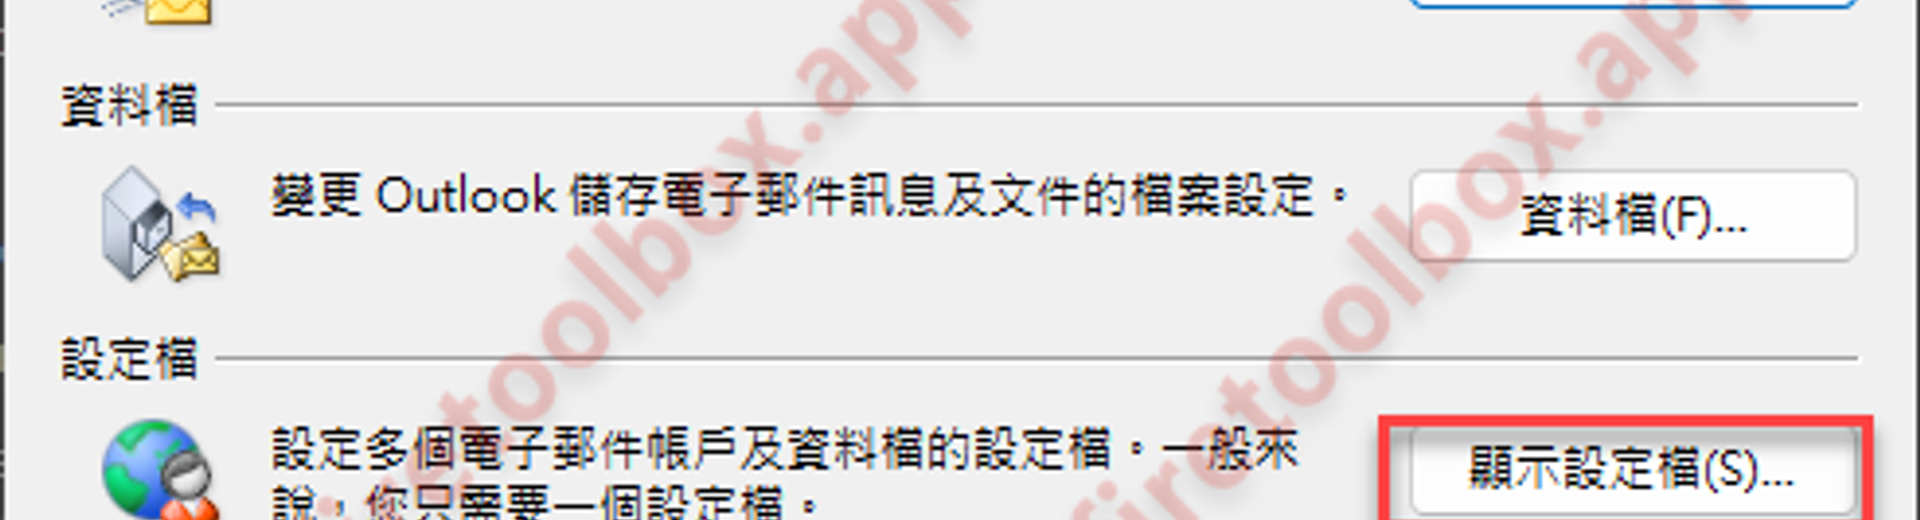 資料檔
變更 Outlook 儲存電子郵件訊息及文件的檔案設定。
資料檔(F)...
設定檔
設定多個電子郵件帳戶及資料檔的設定檔。一般來
說，您只需要一個設定檔。
顯示設定檔(S)...
firetoolbox.app
firetoolbox.app